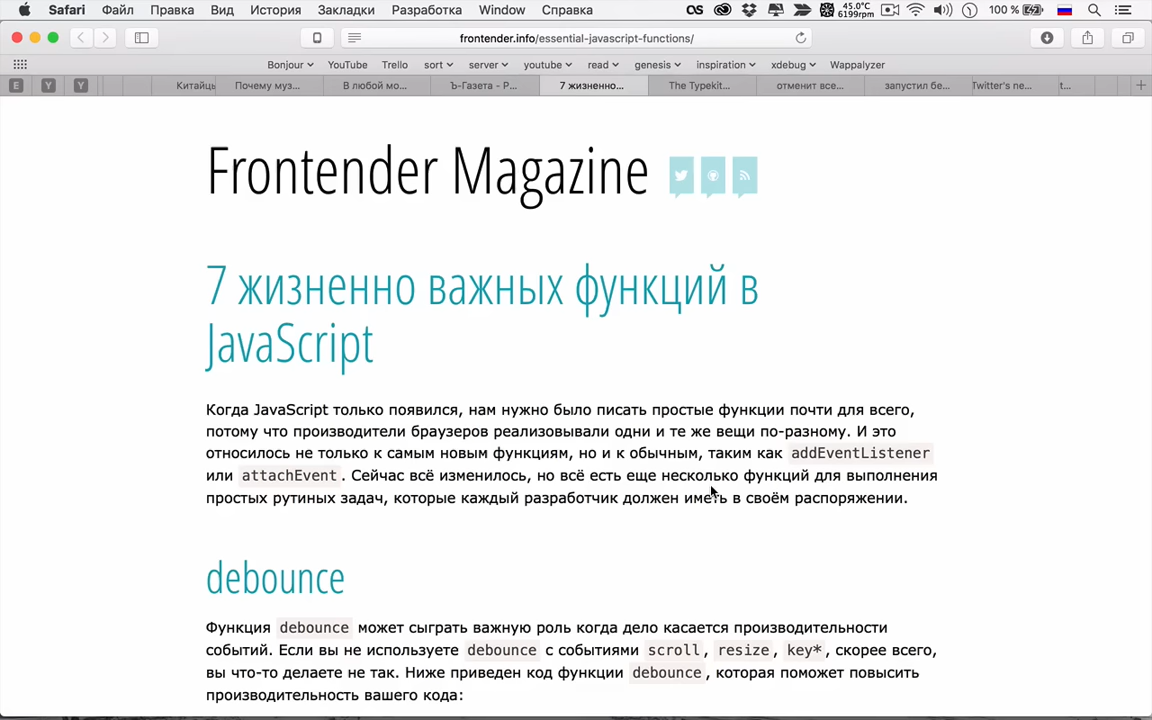 Safari Файл Правка Вид История Закладки Разработка Window Справка 45.0°C 6199rpm 100 %
frontender.info/essential-javascript-functions/
Bonjour YouTube Trello sort server youtube read genesis inspiration xdebug Wappalyzer
E Y Y Китайць Почему муз... В любой мо... Ъ-Газета - Р... 7 жизненно... The Typekit... отменит все... запустил бе... Twitter's ne... t...
Frontender Magazine
7 жизненно важных функций в
JavaScript
Когда JavaScript только появился, нам нужно было писать простые функции почти для всего,
потому что производители браузеров реализовывали одни и те же вещи по-разному. И это
относилось не только к самым новым функциям, но и к обычным, таким как addEventListener
или attachEvent. Сейчас всё изменилось, но всё есть еще несколько функций для выполнения
простых рутиных задач, которые каждый разработчик должен иметь в своём распоряжении.
debounce
Функция debounce может сыграть важную роль когда дело касается производительности
событий. Если вы не используете debounce с событиями scroll, resize, key*, скорее всего,
вы что-то делаете не так. Ниже приведен код функции debounce, которая поможет повысить
производительность вашего кода: